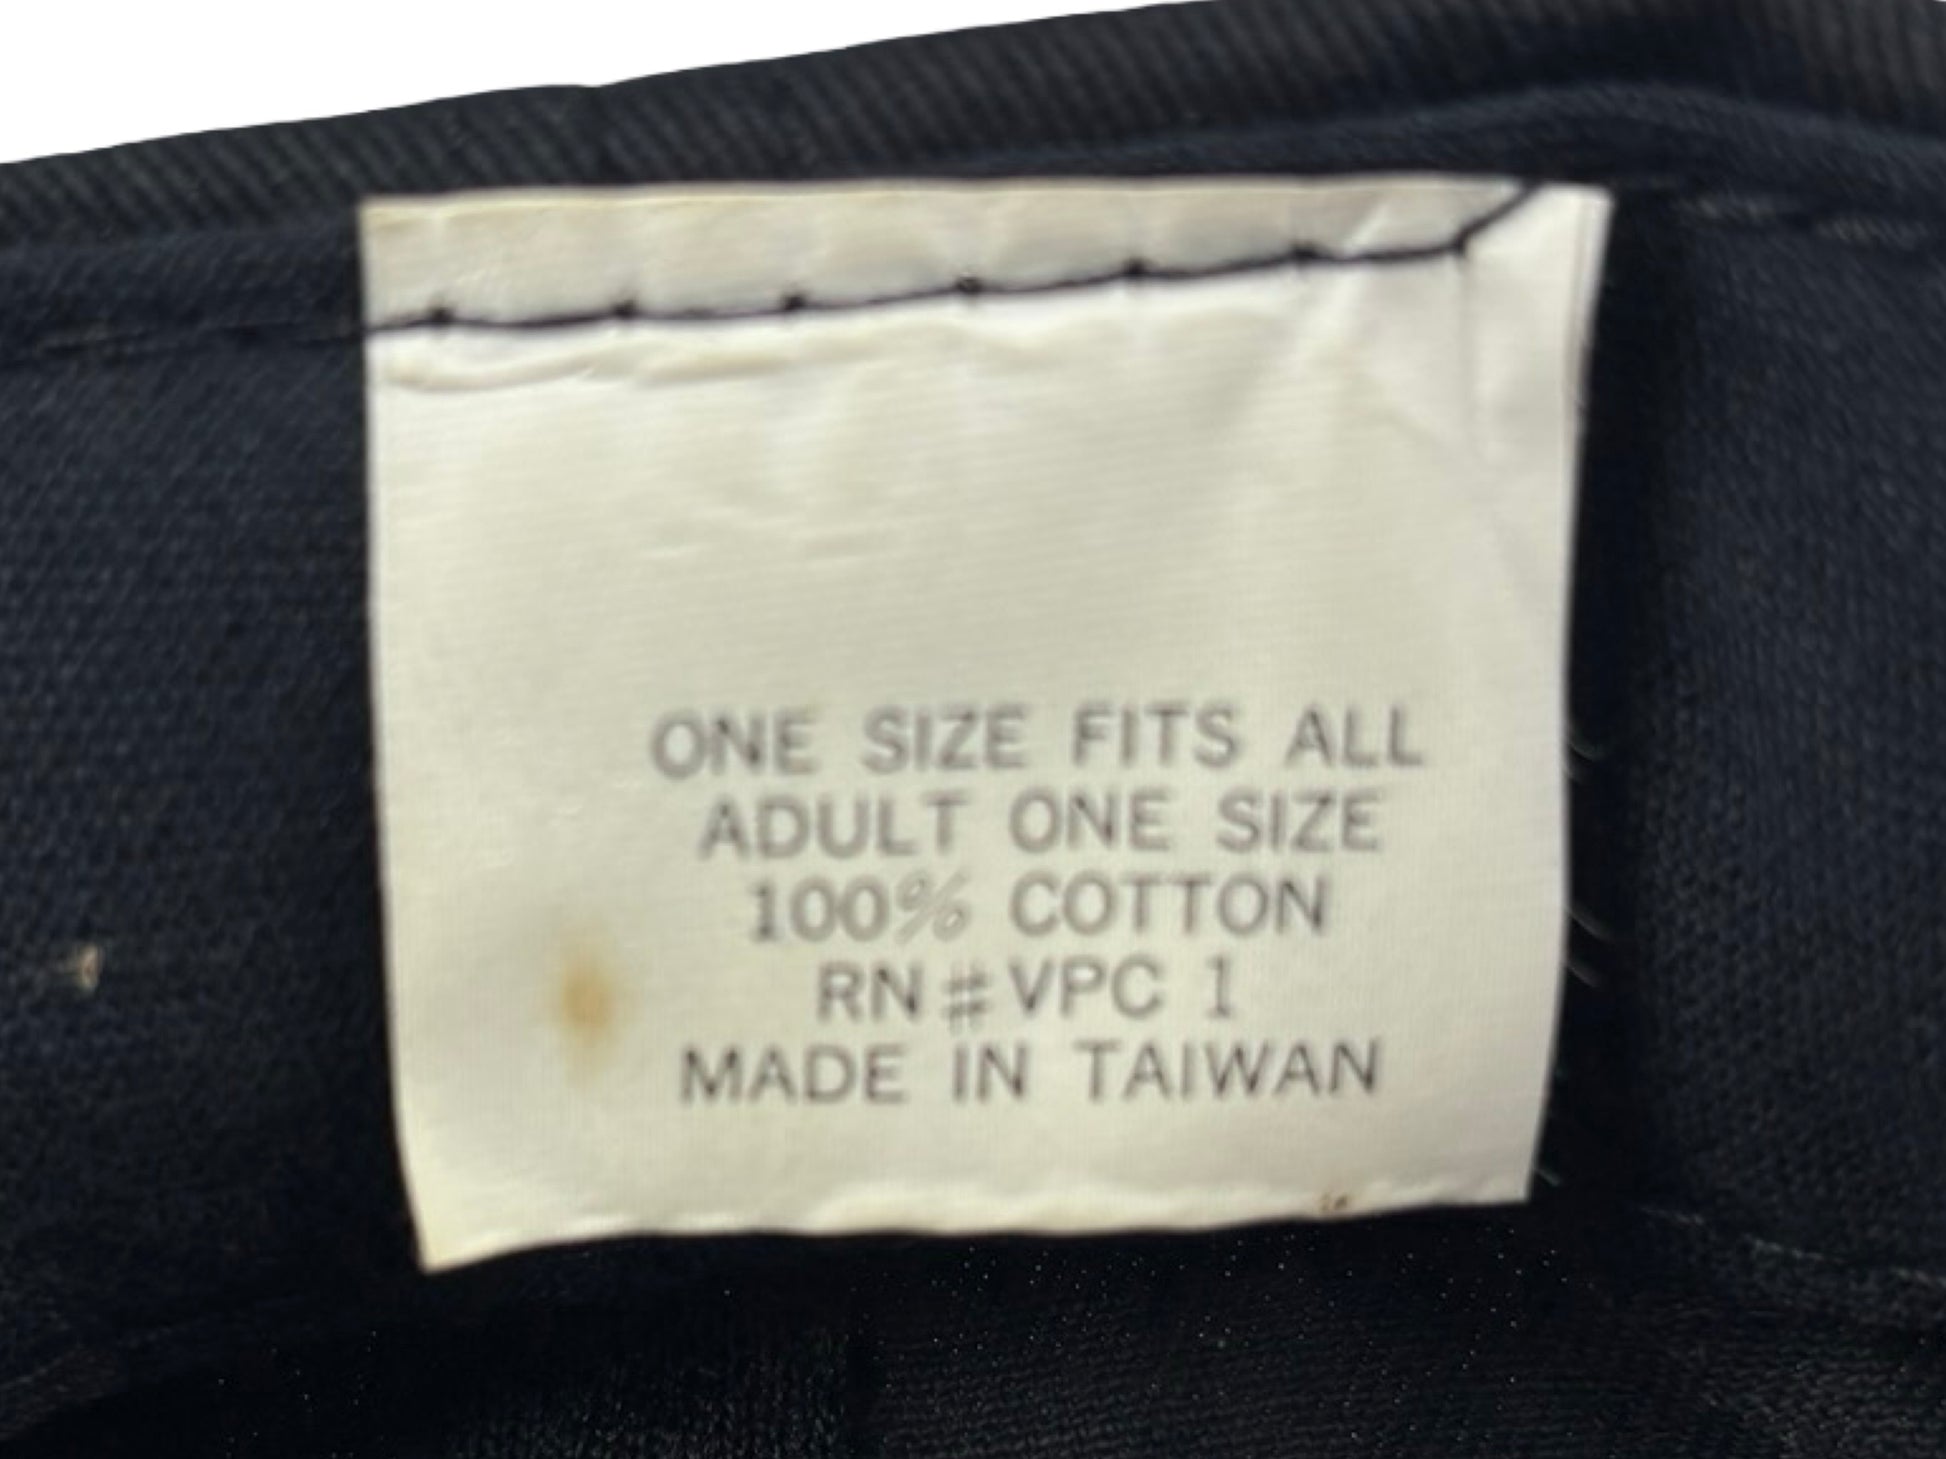 ONE SIZE FITS ALL
ADULT ONE SIZE
100% COTTON
RN #VPC 1
MADE IN TAIWAN